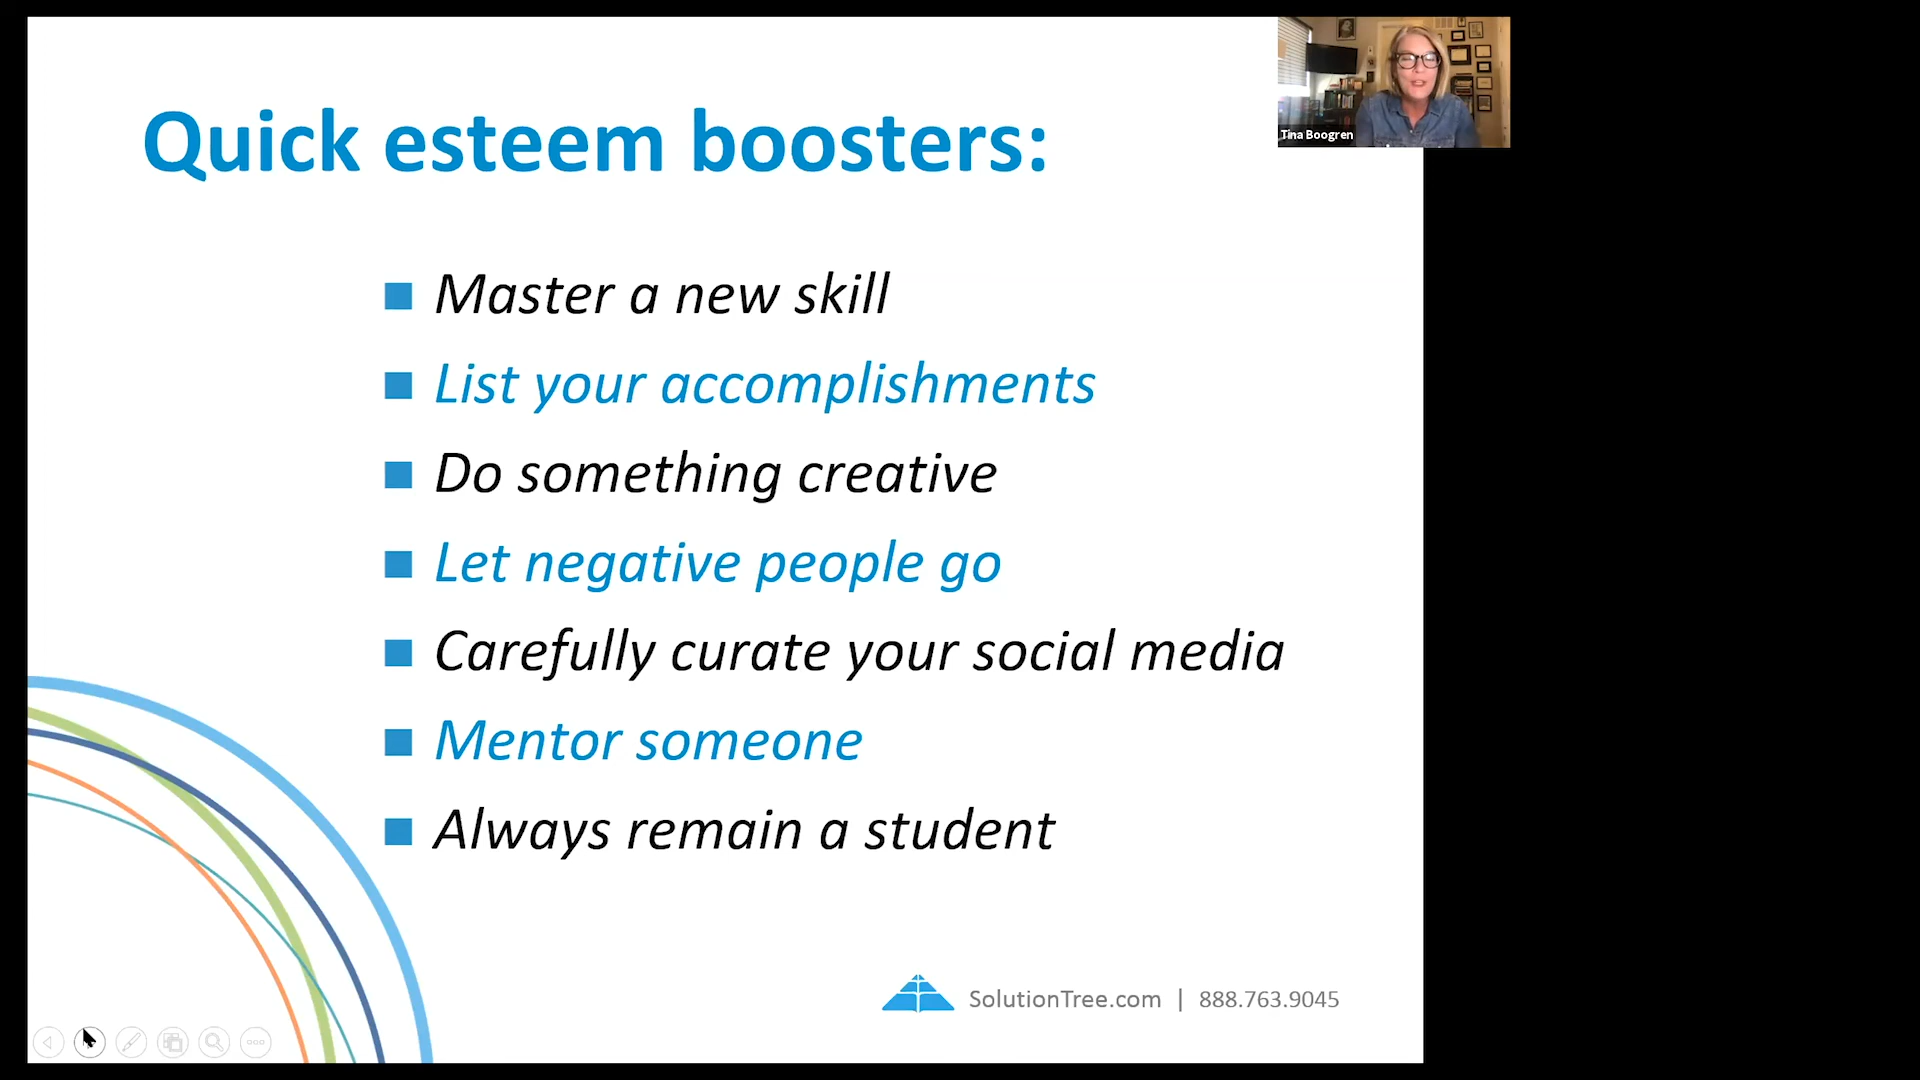 Quick esteem boosters:
Tina Boogren
Master a new skill
List your accomplishments
Do something creative
Let negative people go
Carefully curate your social media
Mentor someone
Always remain a student
SolutionTree.com | 888.763.9045